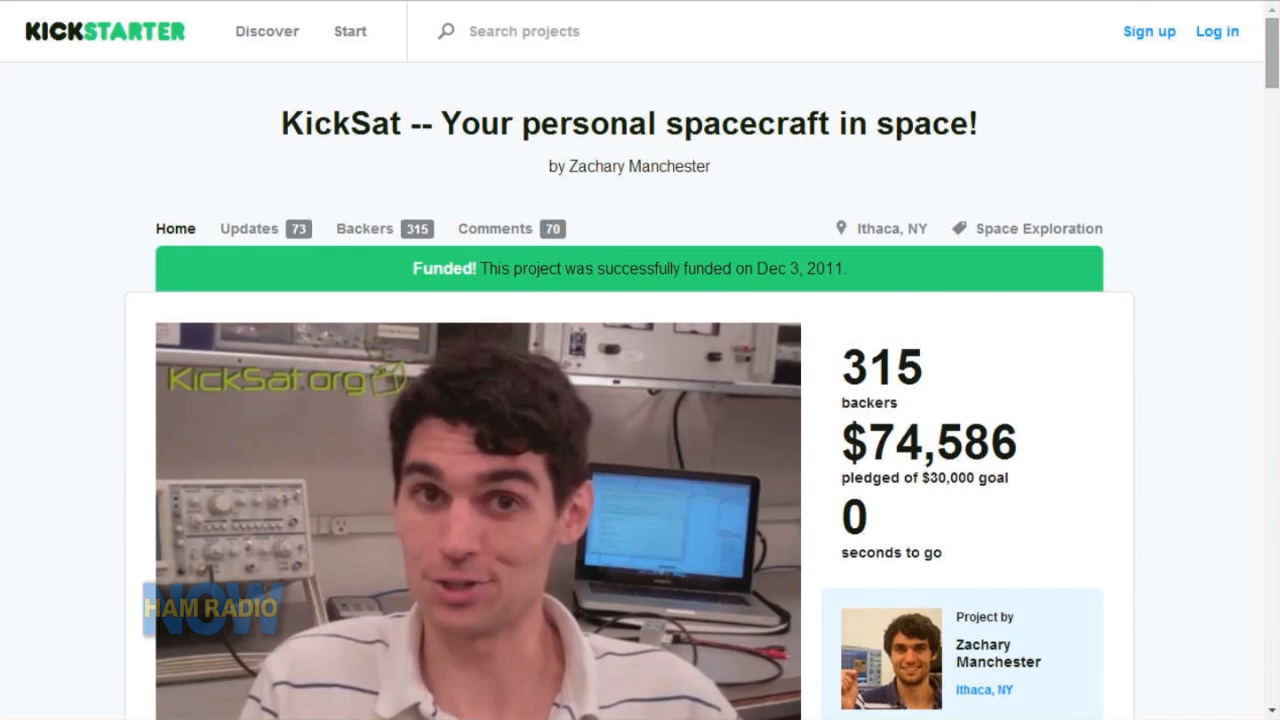 KICKSTARTER Discover Start Search projects Sign up Log in
KickSat -- Your personal spacecraft in space!
by Zachary Manchester
Home Updates 73 Backers 315 Comments 70 Ithaca, NY Space Exploration
Funded! This project was successfully funded on Dec 3, 2011.
KickSat.org
315
backers
$74,586
pledged of $30,000 goal
0
seconds to go
NOW
HAM RADIO
Project by
Zachary
Manchester
Ithaca, NY